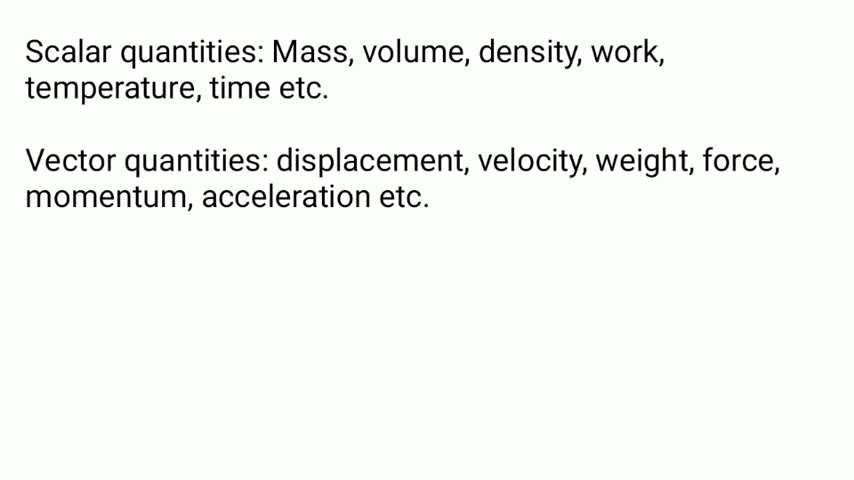 Scalar quantities: Mass, volume, density, work,
temperature, time etc.
Vector quantities: displacement, velocity, weight, force,
momentum, acceleration etc.